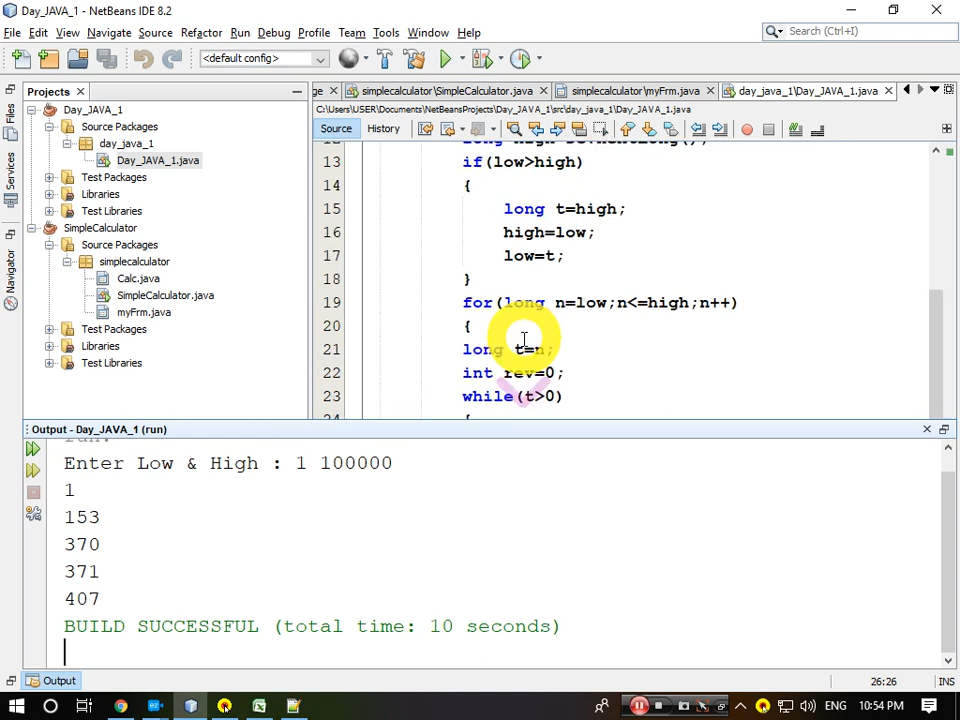 Day_JAVA_1 - NetBeans IDE 8.2
File Edit View Navigate Source Refactor Run Debug Profile Team Tools Window Help
Search (Ctrl+I)
<default config>
Projects
ge
simplecalculator\SimpleCalculator.java
simplecalculator\myFrm.java
day_java_1\Day_JAVA_1.java
C:\Users\USER\Documents\NetBeansProjects\Day_JAVA_1\src\day_java_1\Day_JAVA_1.java
Source History
Files
Services
Navigator
Day_JAVA_1
Source Packages
day_java_1
Day_JAVA_1.java
Test Packages
Libraries
Test Libraries
SimpleCalculator
Source Packages
simplecalculator
Calc.java
SimpleCalculator.java
myFrm.java
Test Packages
Libraries
Test Libraries
13 if(low>high)
14 {
15 long t=high;
16 high=low;
17 low=t;
18 }
19 for(long n=low;n<=high;n++)
20 {
21 long t=n;
22 int rev=0;
23 while(t>0)
Output - Day_JAVA_1 (run)
run:
Enter Low & High : 1 100000
1
153
370
371
407
BUILD SUCCESSFUL (total time: 10 seconds)
Output
26:26 INS
ENG 10:54 PM